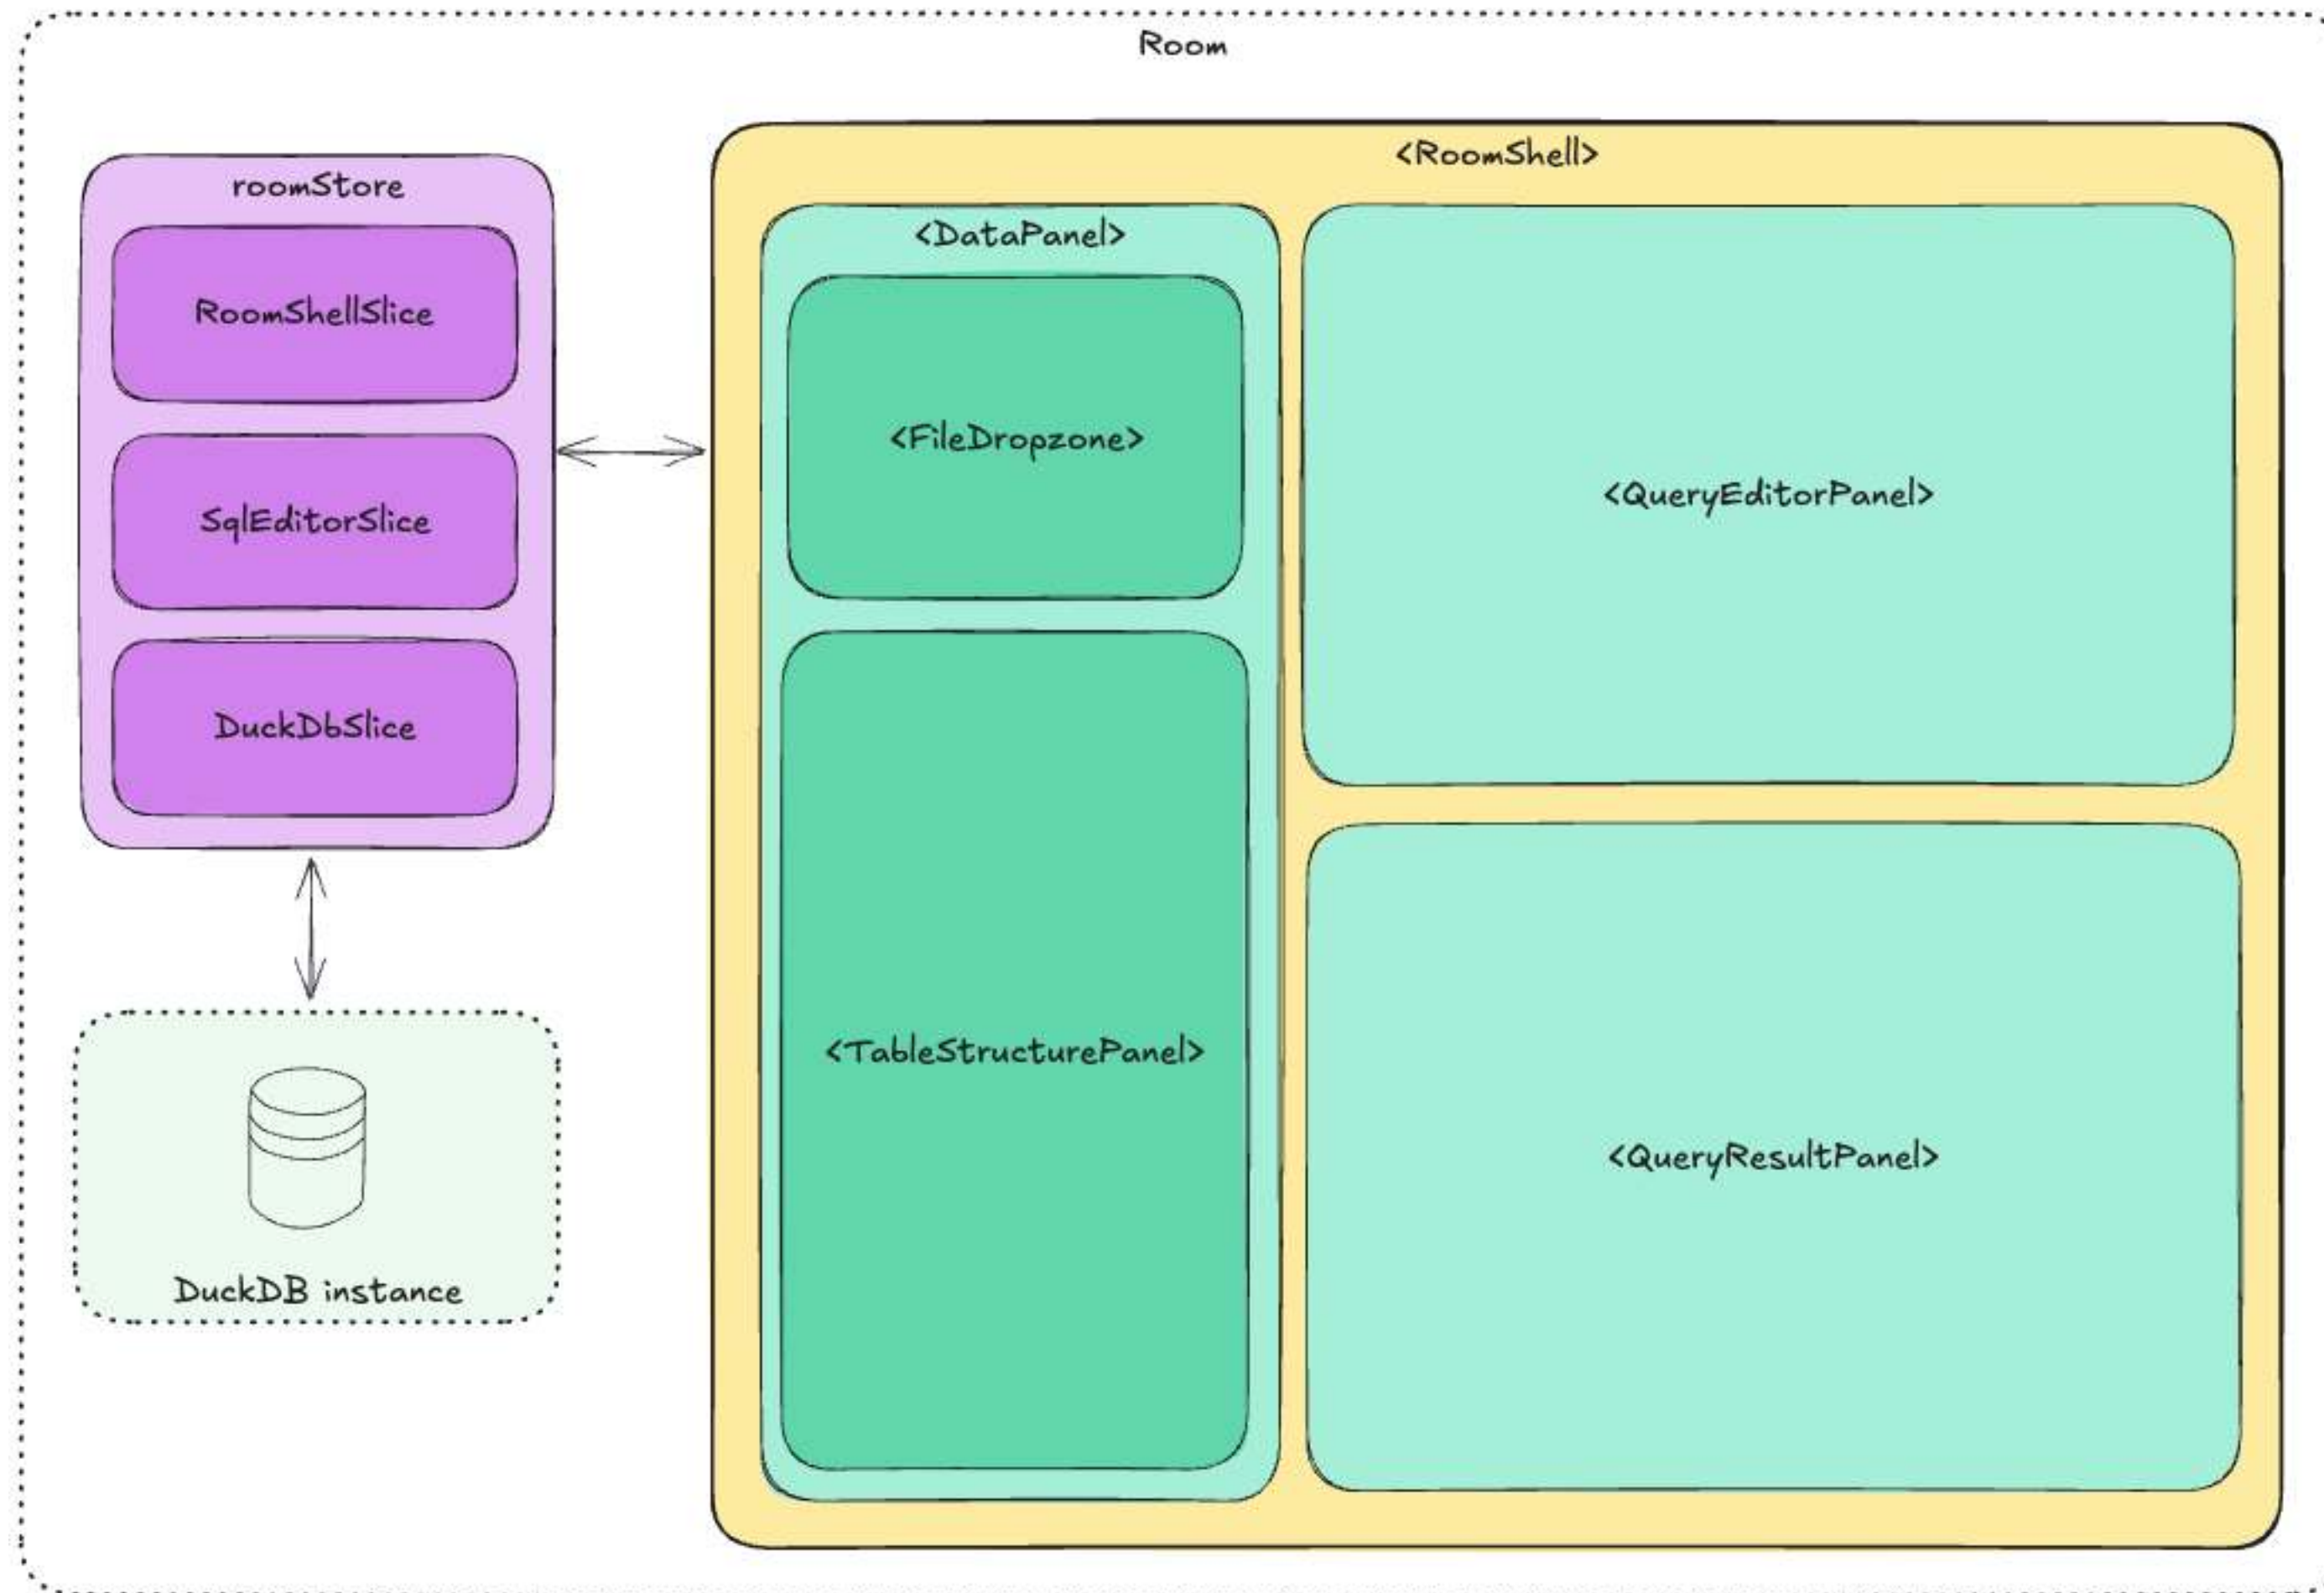 Room
roomStore
RoomShellSlice
SqlEditorSlice
DuckDbSlice
DuckDB instance
<RoomShell>
<DataPanel>
<FileDropzone>
<TableStructurePanel>
<QueryEditorPanel>
<QueryResultPanel>